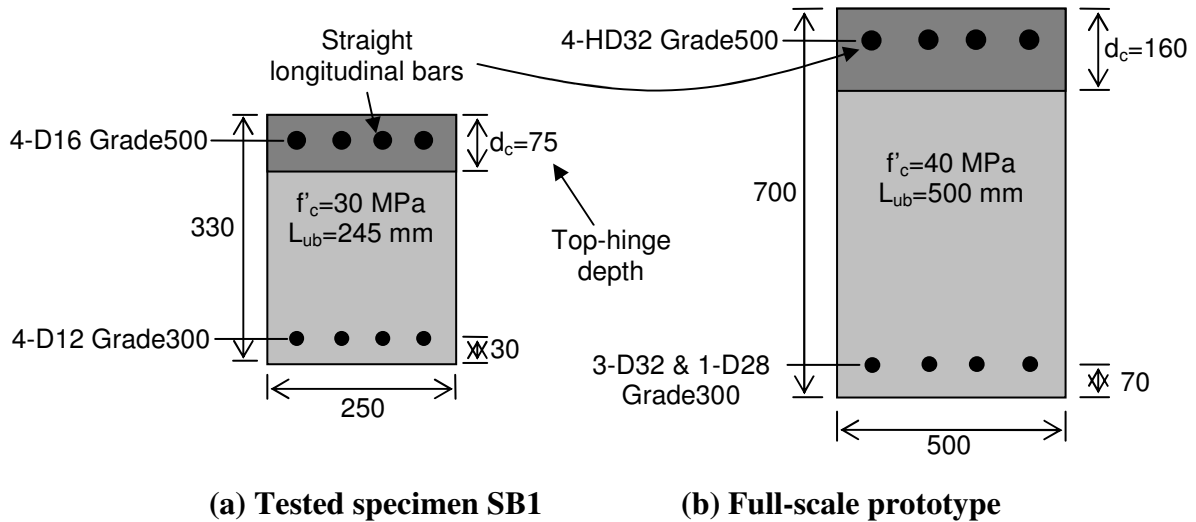 Straight
longitudinal bars
4-D16 Grade500
d_c=75
f'_c=30 MPa
L_ub=245 mm
330
Top-hinge
depth
4-D12 Grade300
30
250
4-HD32 Grade500
d_c=160
f'_c=40 MPa
L_ub=500 mm
700
3-D32 & 1-D28
Grade300
70
500
(a) Tested specimen SB1
(b) Full-scale prototype